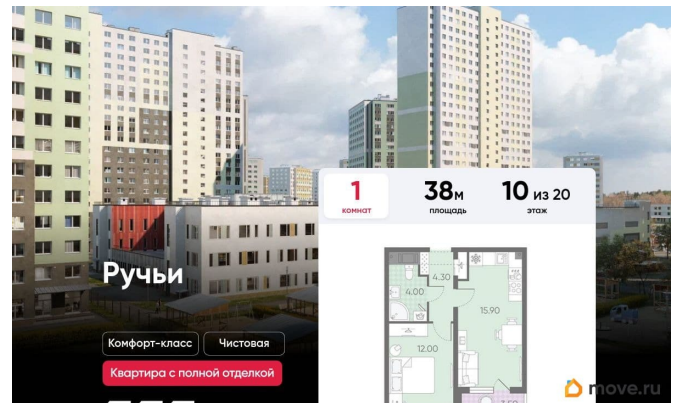 1
комнат
38м
площадь
10 из 20
этаж
Ручьи
Комфорт-класс
Чистовая
Квартира с полной отделкой
4.30
4.00
15.90
12.00
move.ru